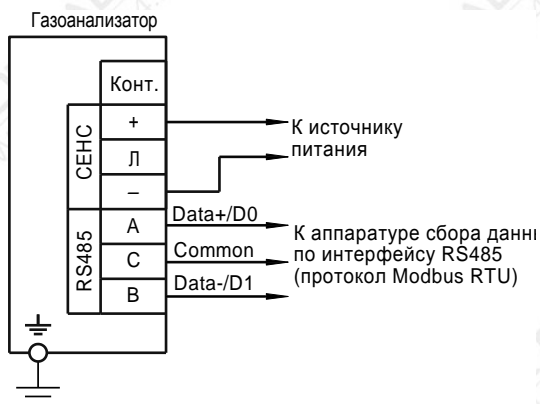 Газоанализатор
Конт.
СЕНС
+
Л
–
К источнику
питания
RS485
A
C
B
Data+/D0
Common
Data-/D1
К аппаратуре сбора данн
по интерфейсу RS485
(протокол Modbus RTU)